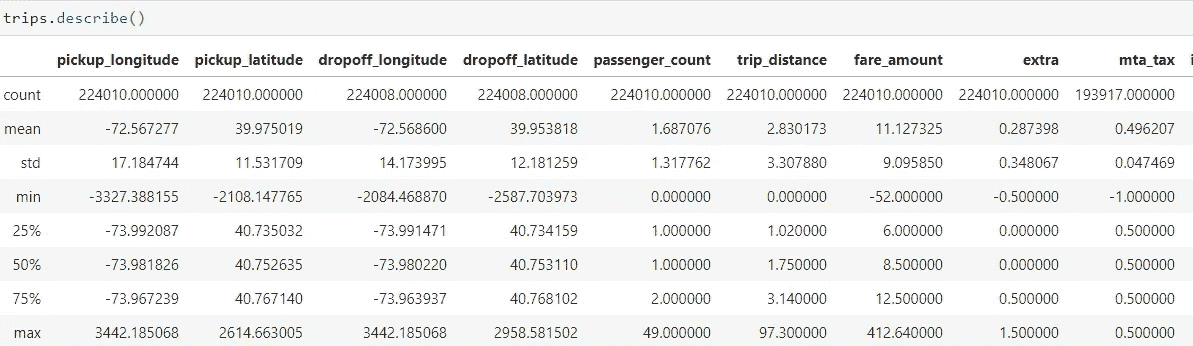 trips.describe()
pickup_longitude pickup_latitude dropoff_longitude dropoff_latitude passenger_count trip_distance fare_amount extra mta_tax
count 224010.000000 224010.000000 224008.000000 224008.000000 224010.000000 224010.000000 224010.000000 224010.000000 193917.000000
mean -72.567277 39.975019 -72.568600 39.953818 1.687076 2.830173 11.127325 0.287398 0.496207
std 17.184744 11.531709 14.173995 12.181259 1.317762 3.307880 9.095850 0.348067 0.047469
min -3327.388155 -2108.147765 -2084.468870 -2587.703973 0.000000 0.000000 -52.000000 -0.500000 -1.000000
25% -73.992087 40.735032 -73.991471 40.734159 1.000000 1.020000 6.000000 0.000000 0.500000
50% -73.981826 40.752635 -73.980220 40.753110 1.000000 1.750000 8.500000 0.000000 0.500000
75% -73.967239 40.767140 -73.963937 40.768102 2.000000 3.140000 12.500000 0.500000 0.500000
max 3442.185068 2614.663005 3442.185068 2958.581502 49.000000 97.300000 412.640000 1.500000 0.500000